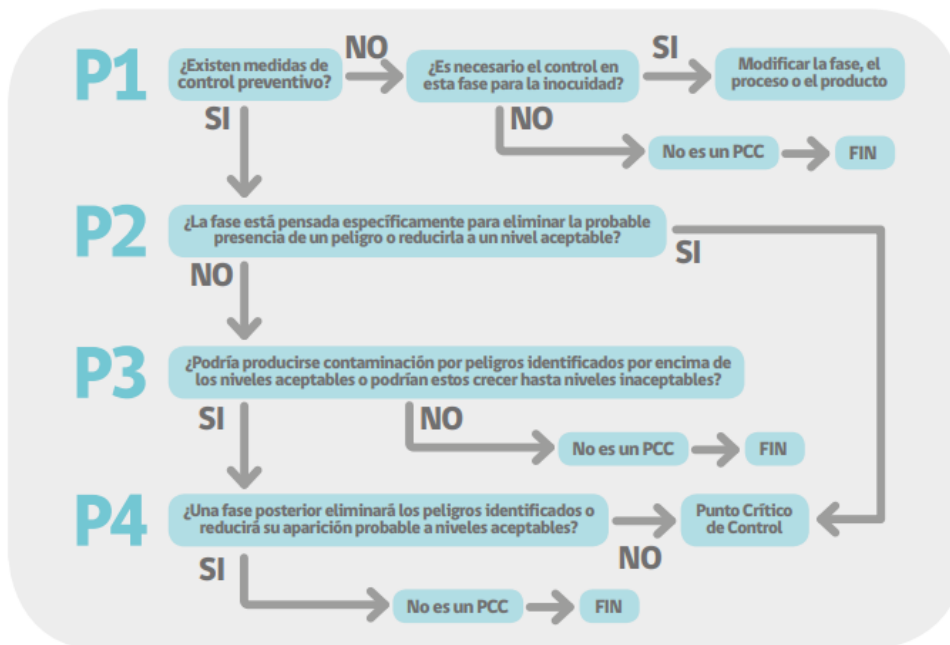 P1
¿Existen medidas de
control preventivo?
NO
¿Es necesario el control en
esta fase para la inocuidad?
SI
Modificar la fase, el
proceso o el producto
SI
NO
No es un PCC
FIN
P2
¿La fase está pensada específicamente para eliminar la probable
presencia de un peligro o reducirla a un nivel aceptable?
SI
NO
P3
¿Podría producirse contaminación por peligros identificados por encima de
los niveles aceptables o podrían estos crecer hasta niveles inaceptables?
SI
NO
No es un PCC
FIN
P4
¿Una fase posterior eliminará los peligros identificados o
reducirá su aparición probable a niveles aceptables?
NO
Punto Crítico
de Control
SI
No es un PCC
FIN